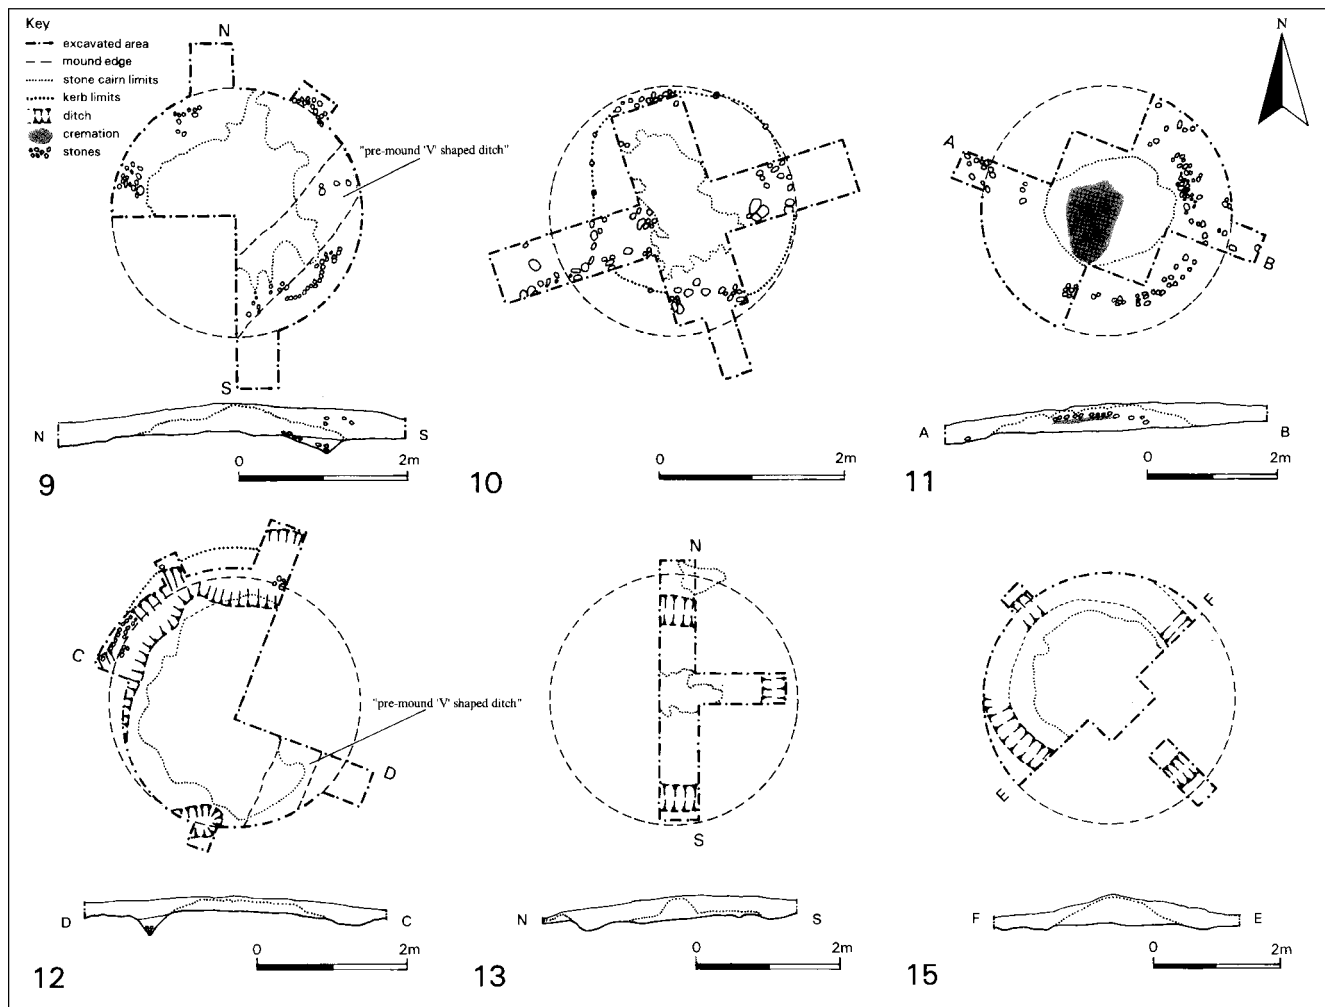 Key
excavated area
mound edge
stone cairn limits
kerb limits
ditch
cremation
stones
N
"pre-mound 'V' shaped ditch"
S
N
S
0 2m
9
0 2m
10
N
A
B
A
B
0 2m
11
C
D
"pre-mound 'V' shaped ditch"
D
C
0 2m
12
N
S
N
S
0 2m
13
F
E
F
E
0 2m
15